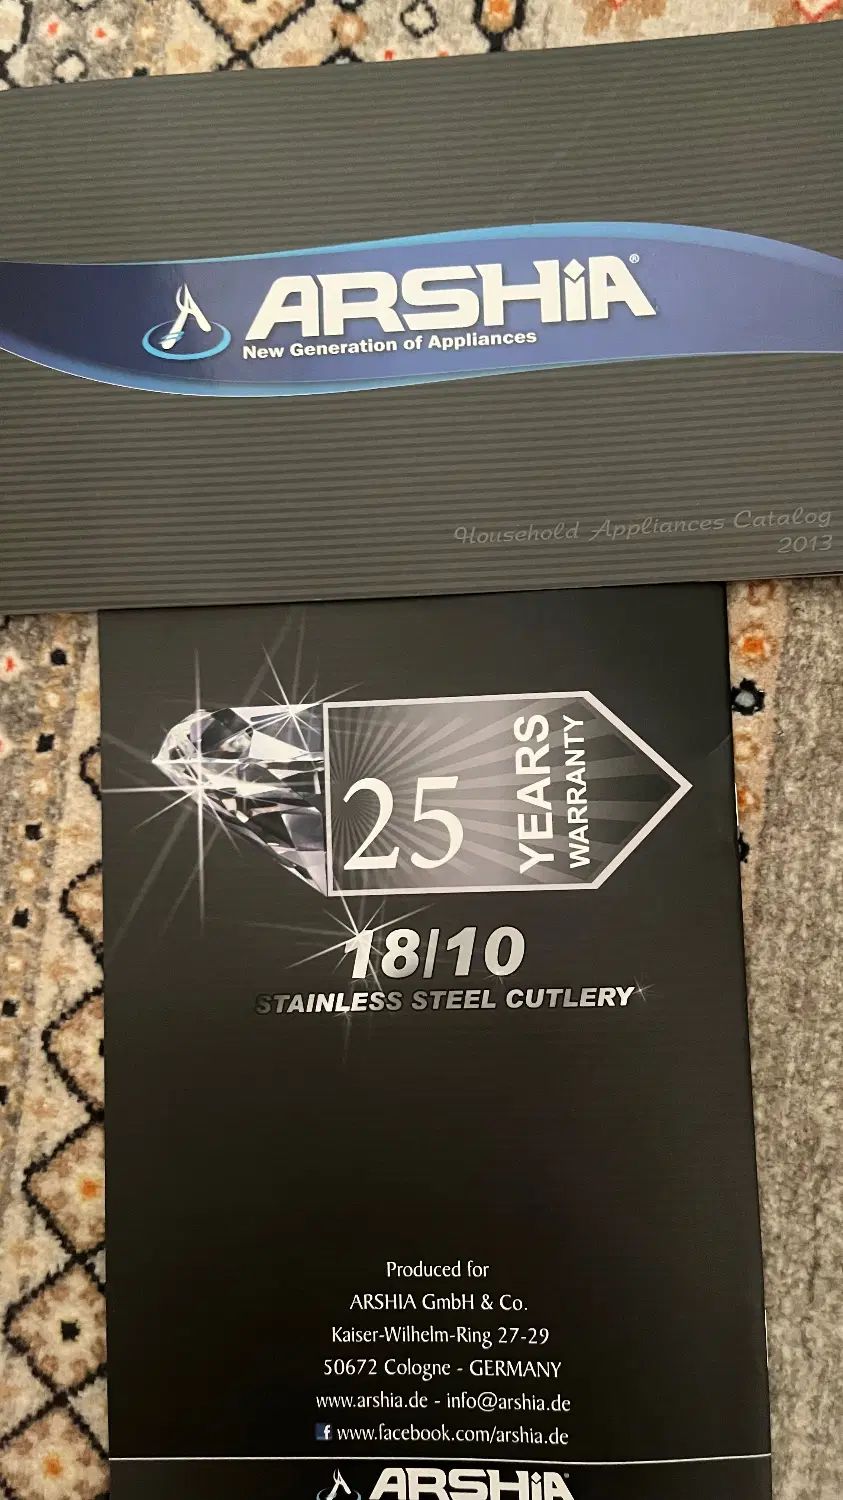 ARSHIA®
New Generation of Appliances
Household Appliances Catalog
2013
25
YEARS
WARRANTY
18/10
STAINLESS STEEL CUTLERY
Produced for
ARSHIA GmbH & Co.
Kaiser-Wilhelm-Ring 27-29
50672 Cologne - GERMANY
www.arshia.de - info@arshia.de
f www.facebook.com/arshia.de
ARSHIA®